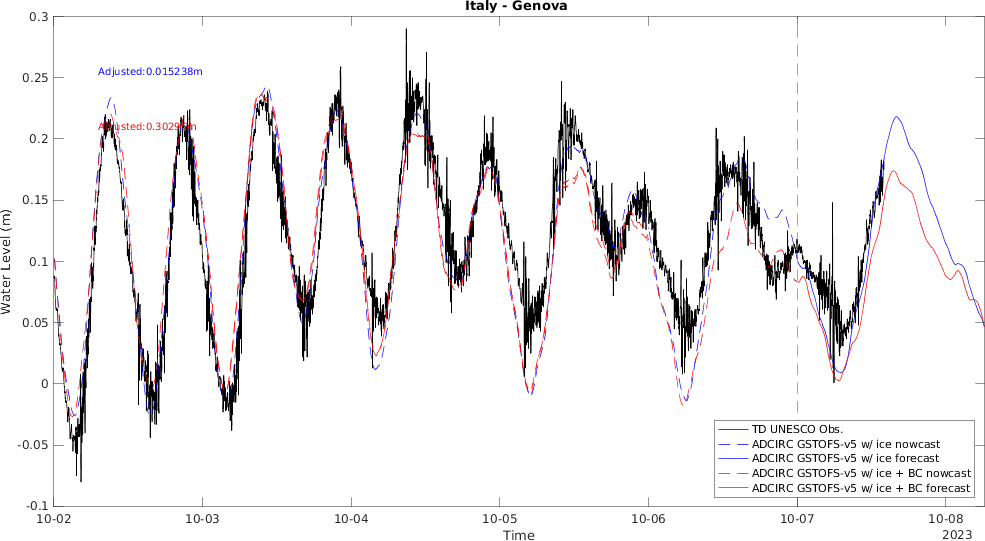 Italy - Genova
0.3
0.25
0.2
0.15
0.1
0.05
0
-0.05
-0.1
Water Level (m)
Adjusted:0.015238m
TD UNESCO Obs.
ADCIRC GSTOFS-v5 w/ ice nowcast
ADCIRC GSTOFS-v5 w/ ice forecast
ADCIRC GSTOFS-v5 w/ ice + BC nowcast
ADCIRC GSTOFS-v5 w/ ice + BC forecast
10-02 10-03 10-04 10-05 10-06 10-07 10-08
Time
2023